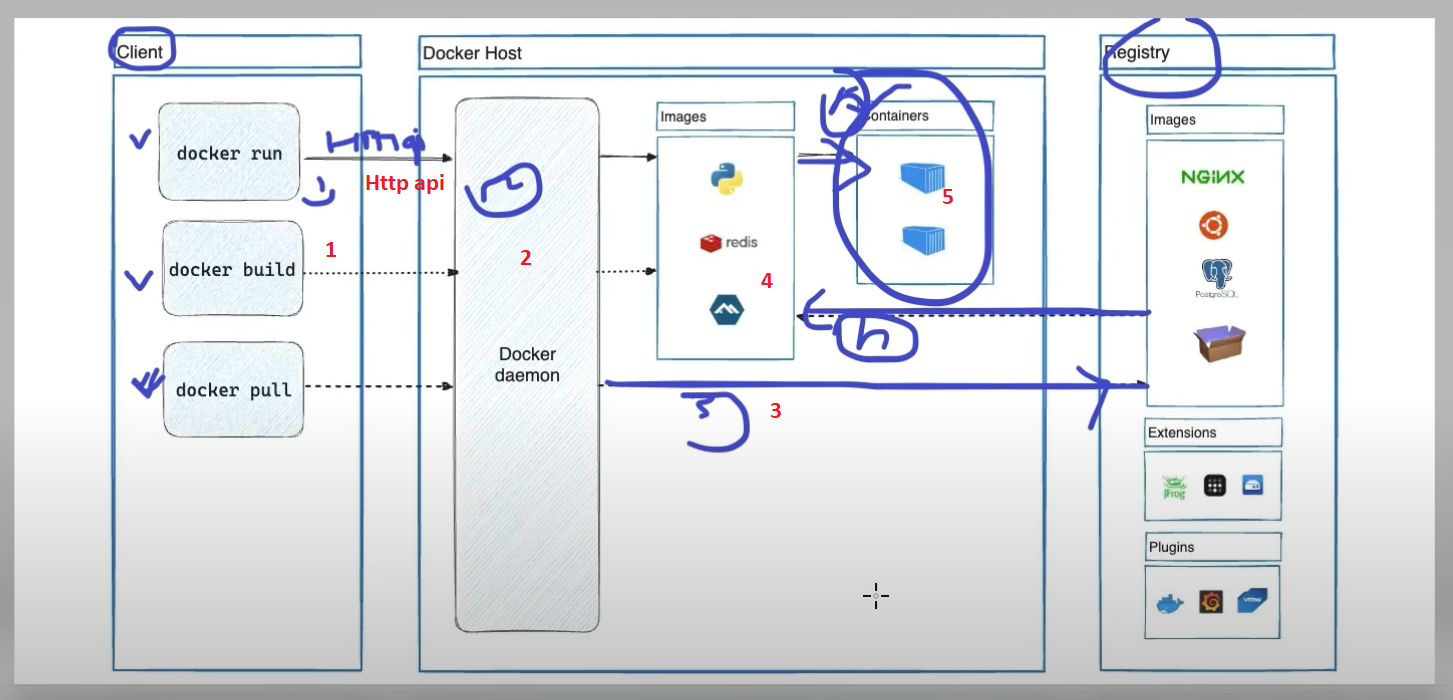 Client
Docker Host
Registry
docker run
Http api
1
docker build
docker pull
2
Docker
daemon
Images
redis
4
Containers
5
3
Images
NGINX
PostgreSQL
Extensions
JFrog
Plugins
vmw